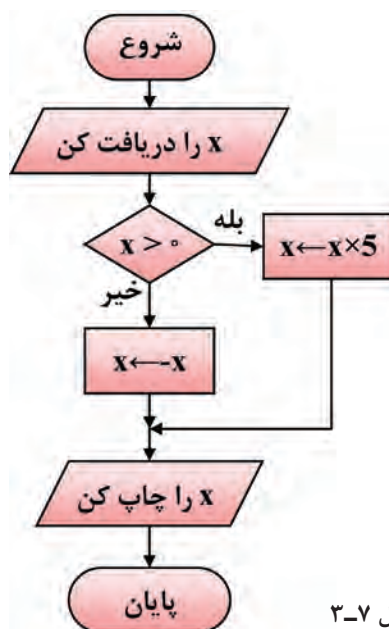 شروع
x را دریافت کن
x > ۰
بله
x←x×5
خیر
x←-x
x را چاپ کن
پایان
۳-۷